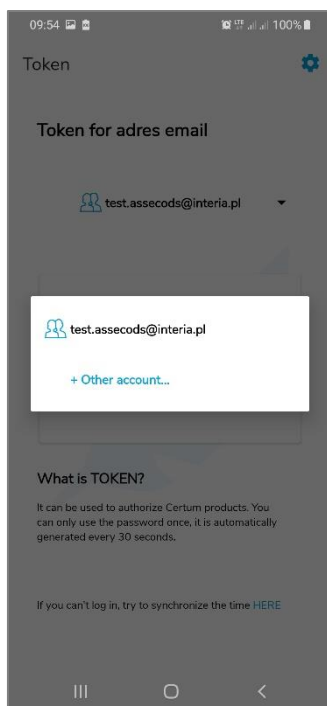 09:54 LTE 100%
Token
Token for adres email
test.assecods@interia.pl
test.assecods@interia.pl
+ Other account...
What is TOKEN?
It can be used to authorize Certum products. You
can only use the password once, it is automatically
generated every 30 seconds.
If you can't log in, try to synchronize the time HERE